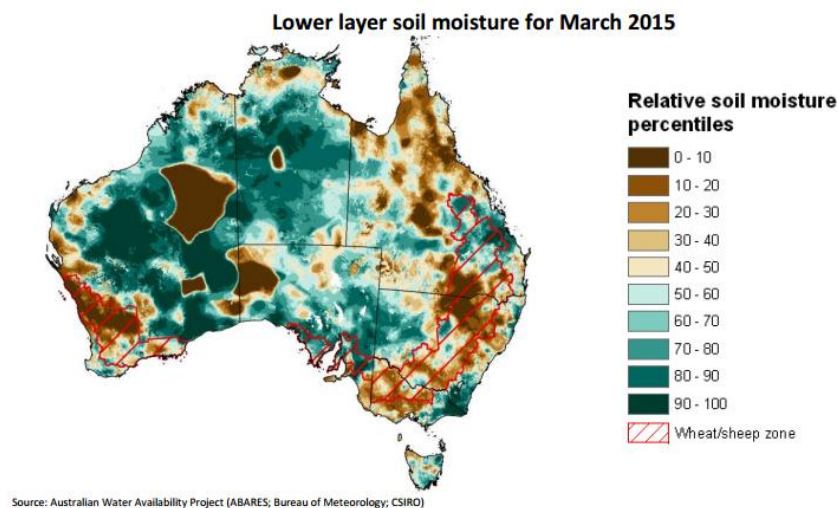 Lower layer soil moisture for March 2015
Relative soil moisture
percentiles
0 - 10
10 - 20
20 - 30
30 - 40
40 - 50
50 - 60
60 - 70
70 - 80
80 - 90
90 - 100
Wheat/sheep zone
Source: Australian Water Availability Project (ABARES; Bureau of Meteorology; CSIRO)